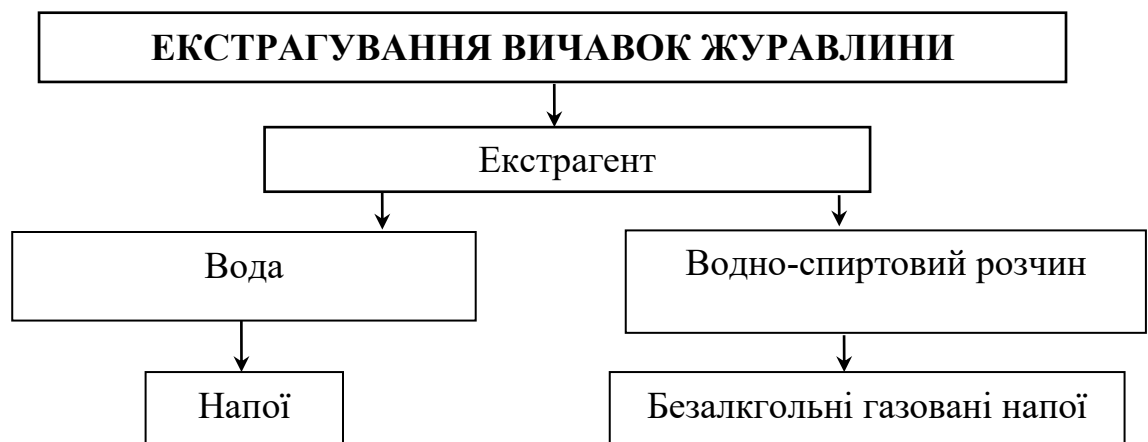 ЕКСТРАГУВАННЯ ВИЧАВОК ЖУРАВЛИНИ
Екстрагент
Вода
Водно-спиртовий розчин
Напої
Безалкгольні газовані напої